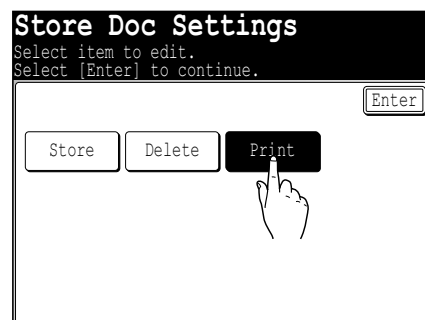 Store Doc Settings
Select item to edit.
Select [Enter] to continue.
Enter
Store Delete Print